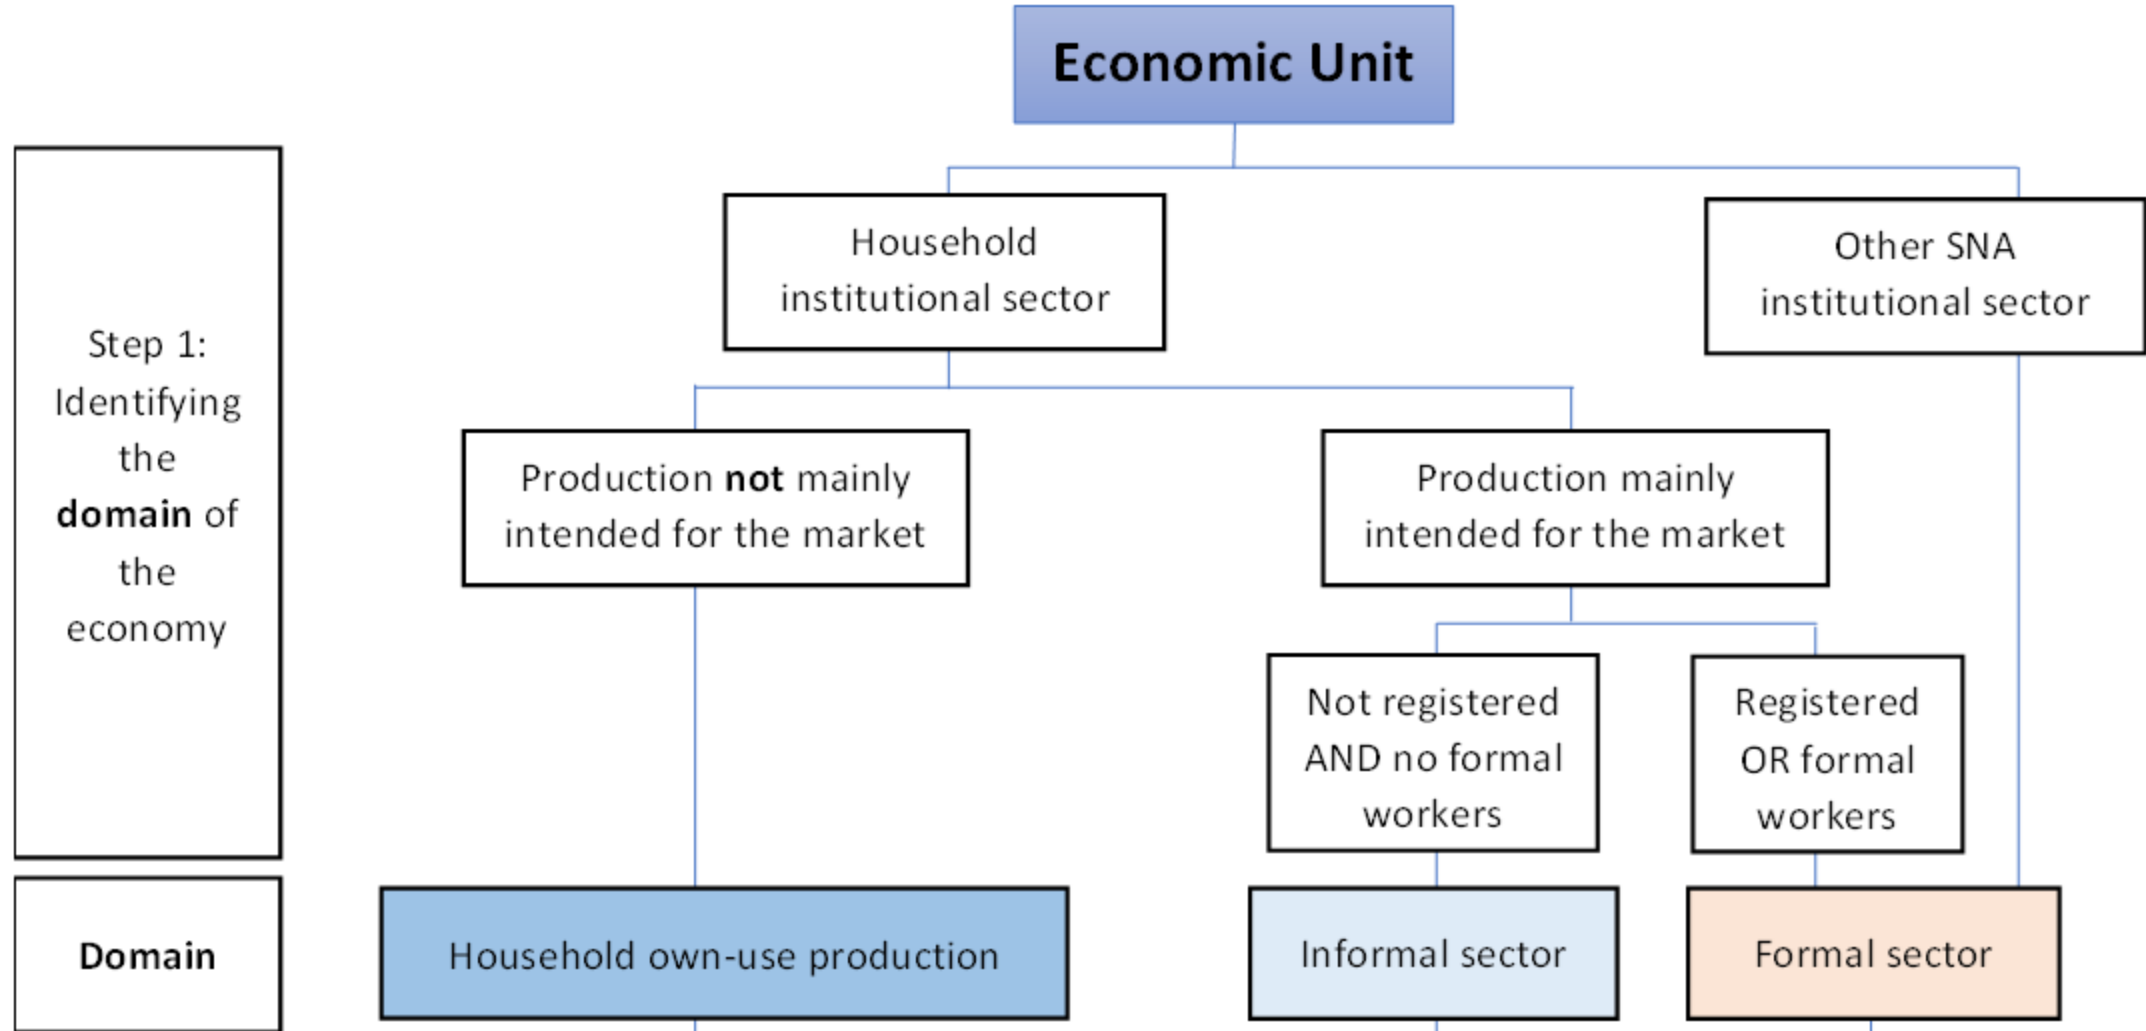 Economic Unit
Household
institutional sector
Other SNA
institutional sector
Step 1:
Identifying
the
domain of
the
economy
Production not mainly
intended for the market
Production mainly
intended for the market
Not registered
AND no formal
workers
Registered
OR formal
workers
Domain
Household own-use production
Informal sector
Formal sector